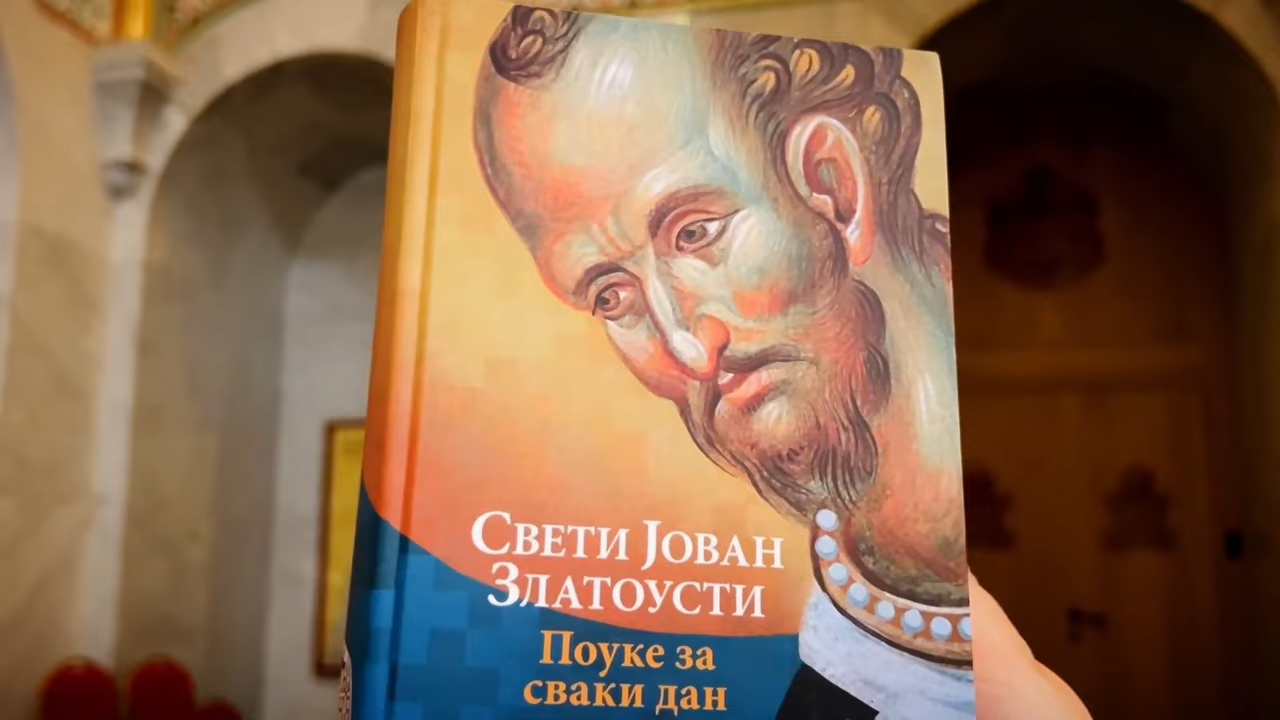 Свети Јован
Златоусти
Поуке за
сваки дан